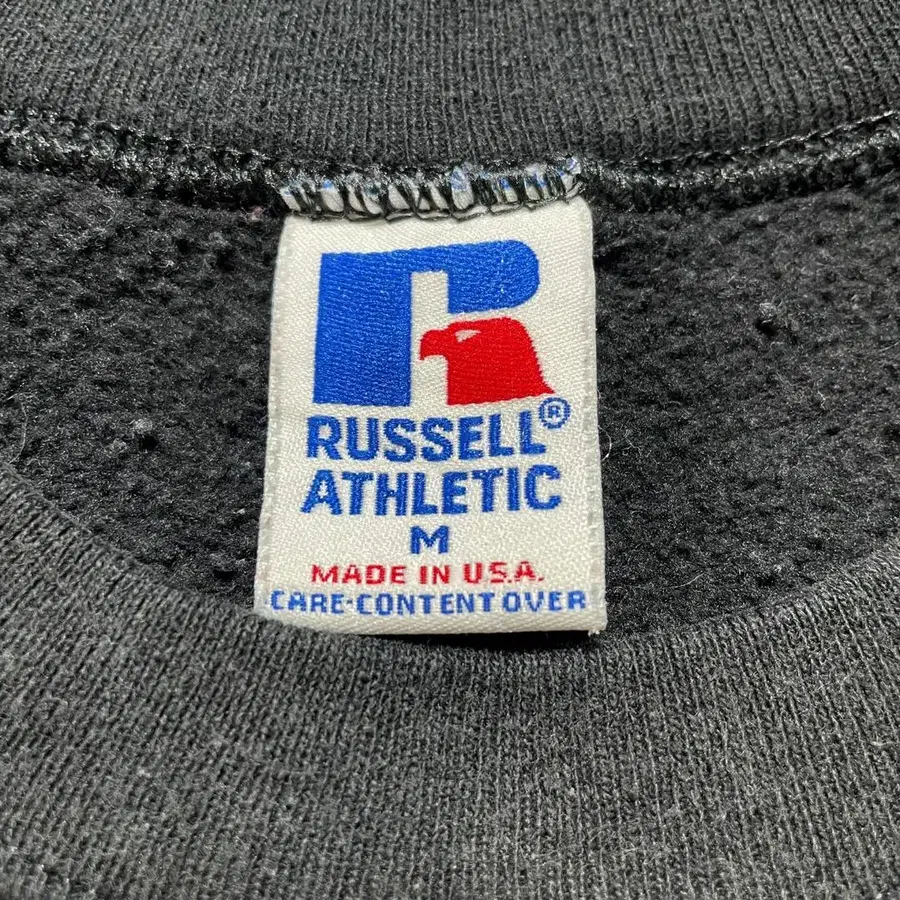 RUSSELL®
ATHLETIC
M
MADE IN U.S.A.
CARE-CONTENT OVER